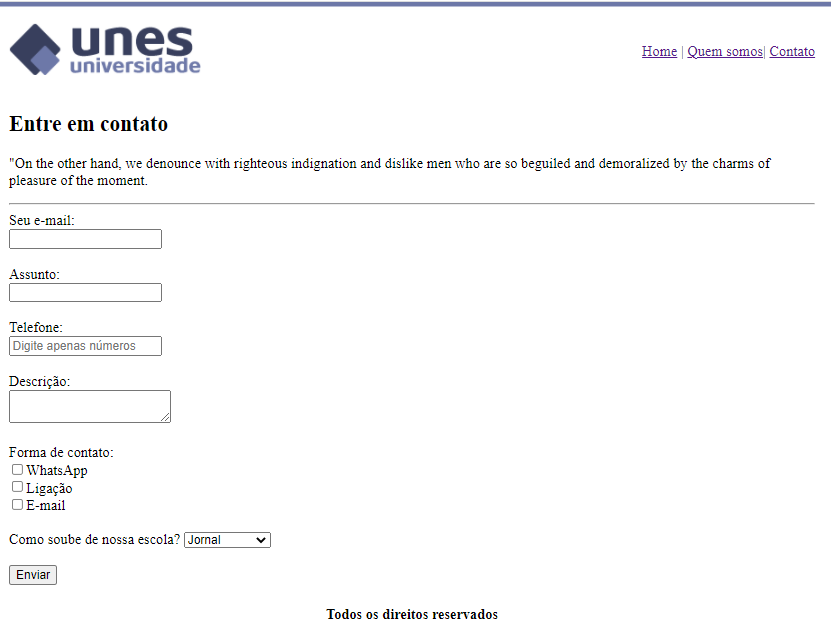 unes
universidade
Home | Quem somos| Contato
Entre em contato
"On the other hand, we denounce with righteous indignation and dislike men who are so beguiled and demoralized by the charms of
pleasure of the moment.
Seu e-mail:
Assunto:
Telefone:
Digite apenas números
Descrição:
Forma de contato:
WhatsApp
Ligação
E-mail
Como soube de nossa escola? Jornal
Enviar
Todos os direitos reservados